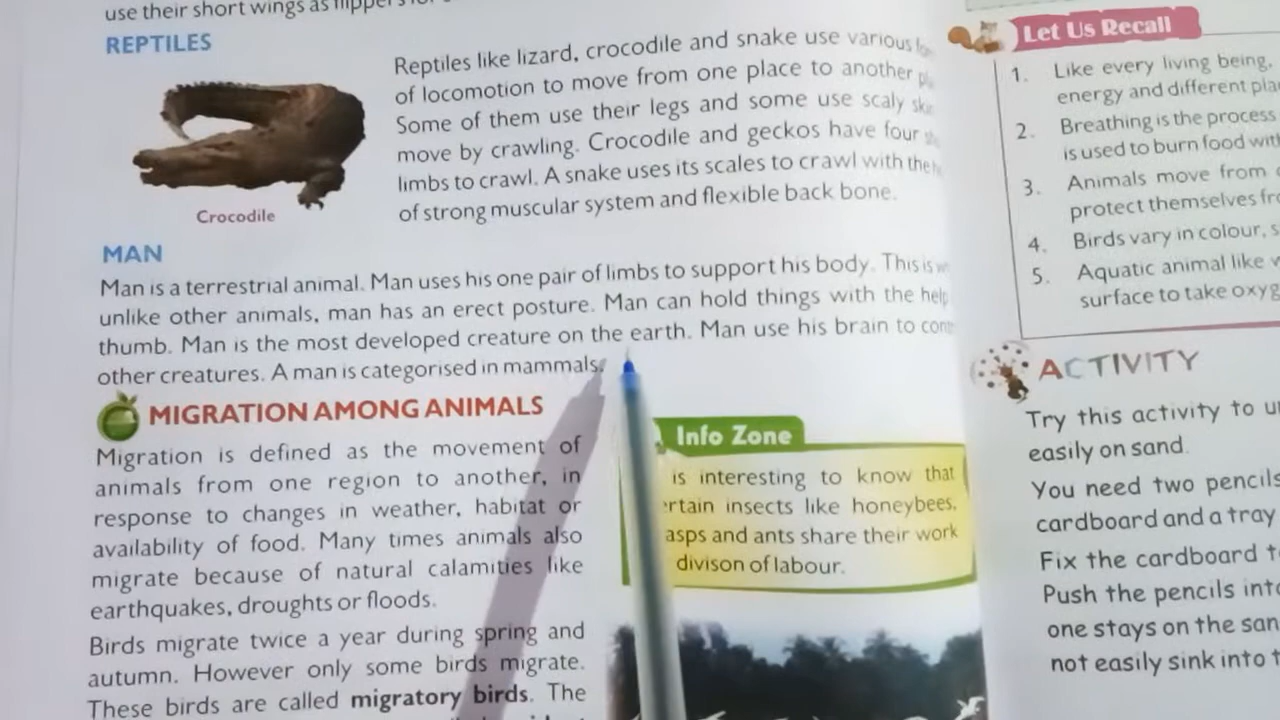 use their short wings as flippers
REPTILES
Reptiles like lizard, crocodile and snake use various
of locomotion to move from one place to another
Some of them use their legs and some use scaly
move by crawling. Crocodile and geckos have four
limbs to crawl. A snake uses its scales to crawl with the
of strong muscular system and flexible back bone.
Crocodile
MAN
Man is a terrestrial animal. Man uses his one pair of limbs to support his body. This is
unlike other animals, man has an erect posture. Man can hold things with the help
thumb. Man is the most developed creature on the earth. Man use his brain to
other creatures. A man is categorised in mammals.
MIGRATION AMONG ANIMALS
Migration is defined as the movement of
animals from one region to another, in
response to changes in weather, habitat or
availability of food. Many times animals also
migrate because of natural calamities like
earthquakes, droughts or floods.
Birds migrate twice a year during spring and
autumn. However only some birds migrate.
These birds are called migratory birds. The
Info Zone
is interesting to know that
insects like honeybees,
and ants share their work
divison of labour.
Let Us Recall
1. Like every living being,
energy and different
2. Breathing is the process
is used to burn food
3. Animals move from
protect themselves
4. Birds vary in colour,
5. Aquatic animal like
surface to take
ACTIVITY
Try this activity to
easily on sand.
You need two pencils
cardboard and a tray
Fix the cardboard
Push the pencils
one stays on the
not easily sink into